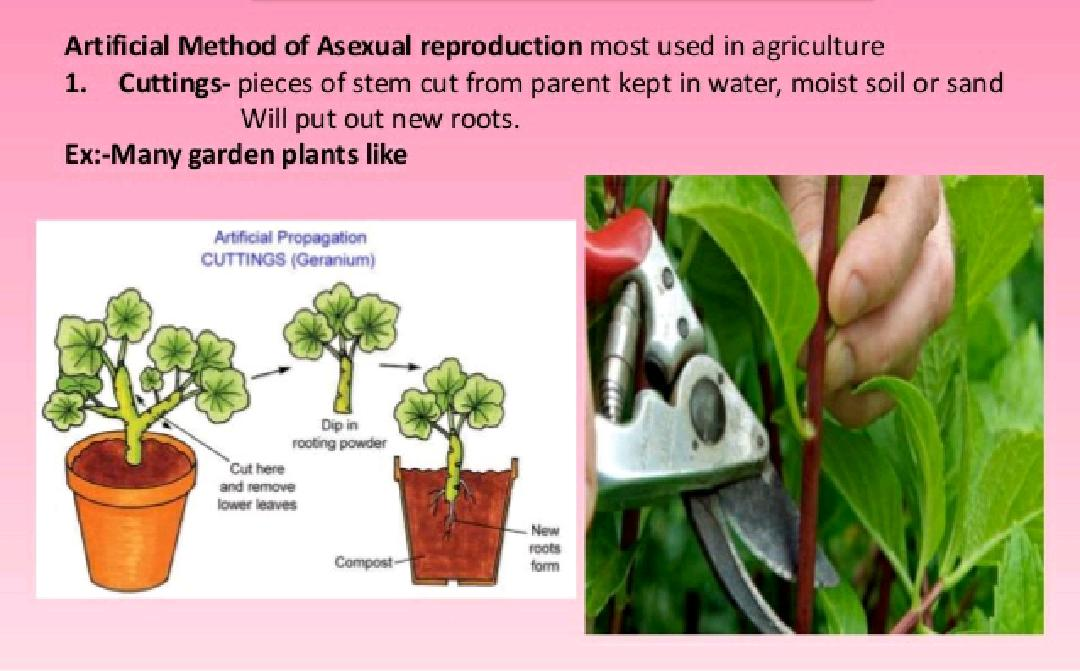 Artificial Method of Asexual reproduction most used in agriculture
1. Cuttings- pieces of stem cut from parent kept in water, moist soil or sand
Will put out new roots.
Ex:-Many garden plants like
Artificial Propagation
CUTTINGS (Geranium)
Dip in
rooting powder
Cut here
and remove
lower leaves
New
roots
form
Compost